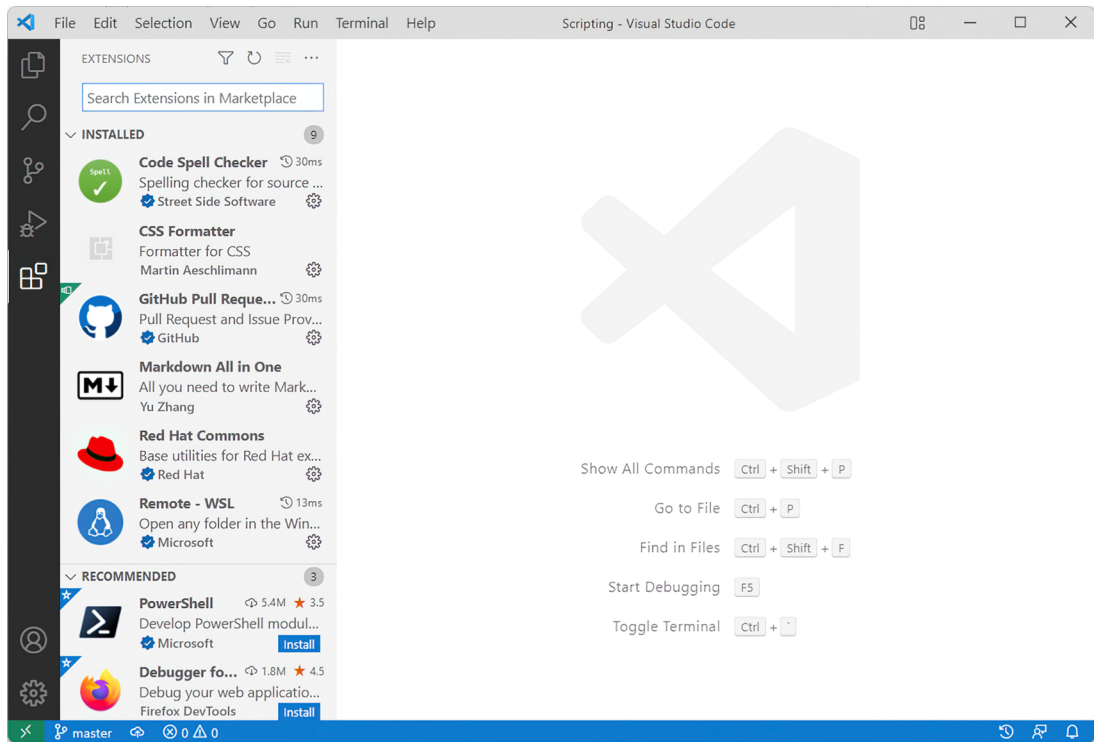 File Edit Selection View Go Run Terminal Help Scripting - Visual Studio Code
EXTENSIONS
Search Extensions in Marketplace
INSTALLED 9
Spell
Code Spell Checker 30ms
Spelling checker for source ...
Street Side Software
CSS Formatter
Formatter for CSS
Martin Aeschlimann
GitHub Pull Reque... 30ms
Pull Request and Issue Prov...
GitHub
M
Markdown All in One
All you need to write Mark...
Yu Zhang
Red Hat Commons
Base utilities for Red Hat ex...
Red Hat
Remote - WSL 13ms
Open any folder in the Win...
Microsoft
RECOMMENDED 3
PowerShell 5.4M 3.5
Develop PowerShell modul...
Microsoft Install
Debugger fo... 1.8M 4.5
Debug your web applicatio...
Firefox DevTools Install
Show All Commands Ctrl + Shift + P
Go to File Ctrl + P
Find in Files Ctrl + Shift + F
Start Debugging F5
Toggle Terminal Ctrl + `
master 0 0